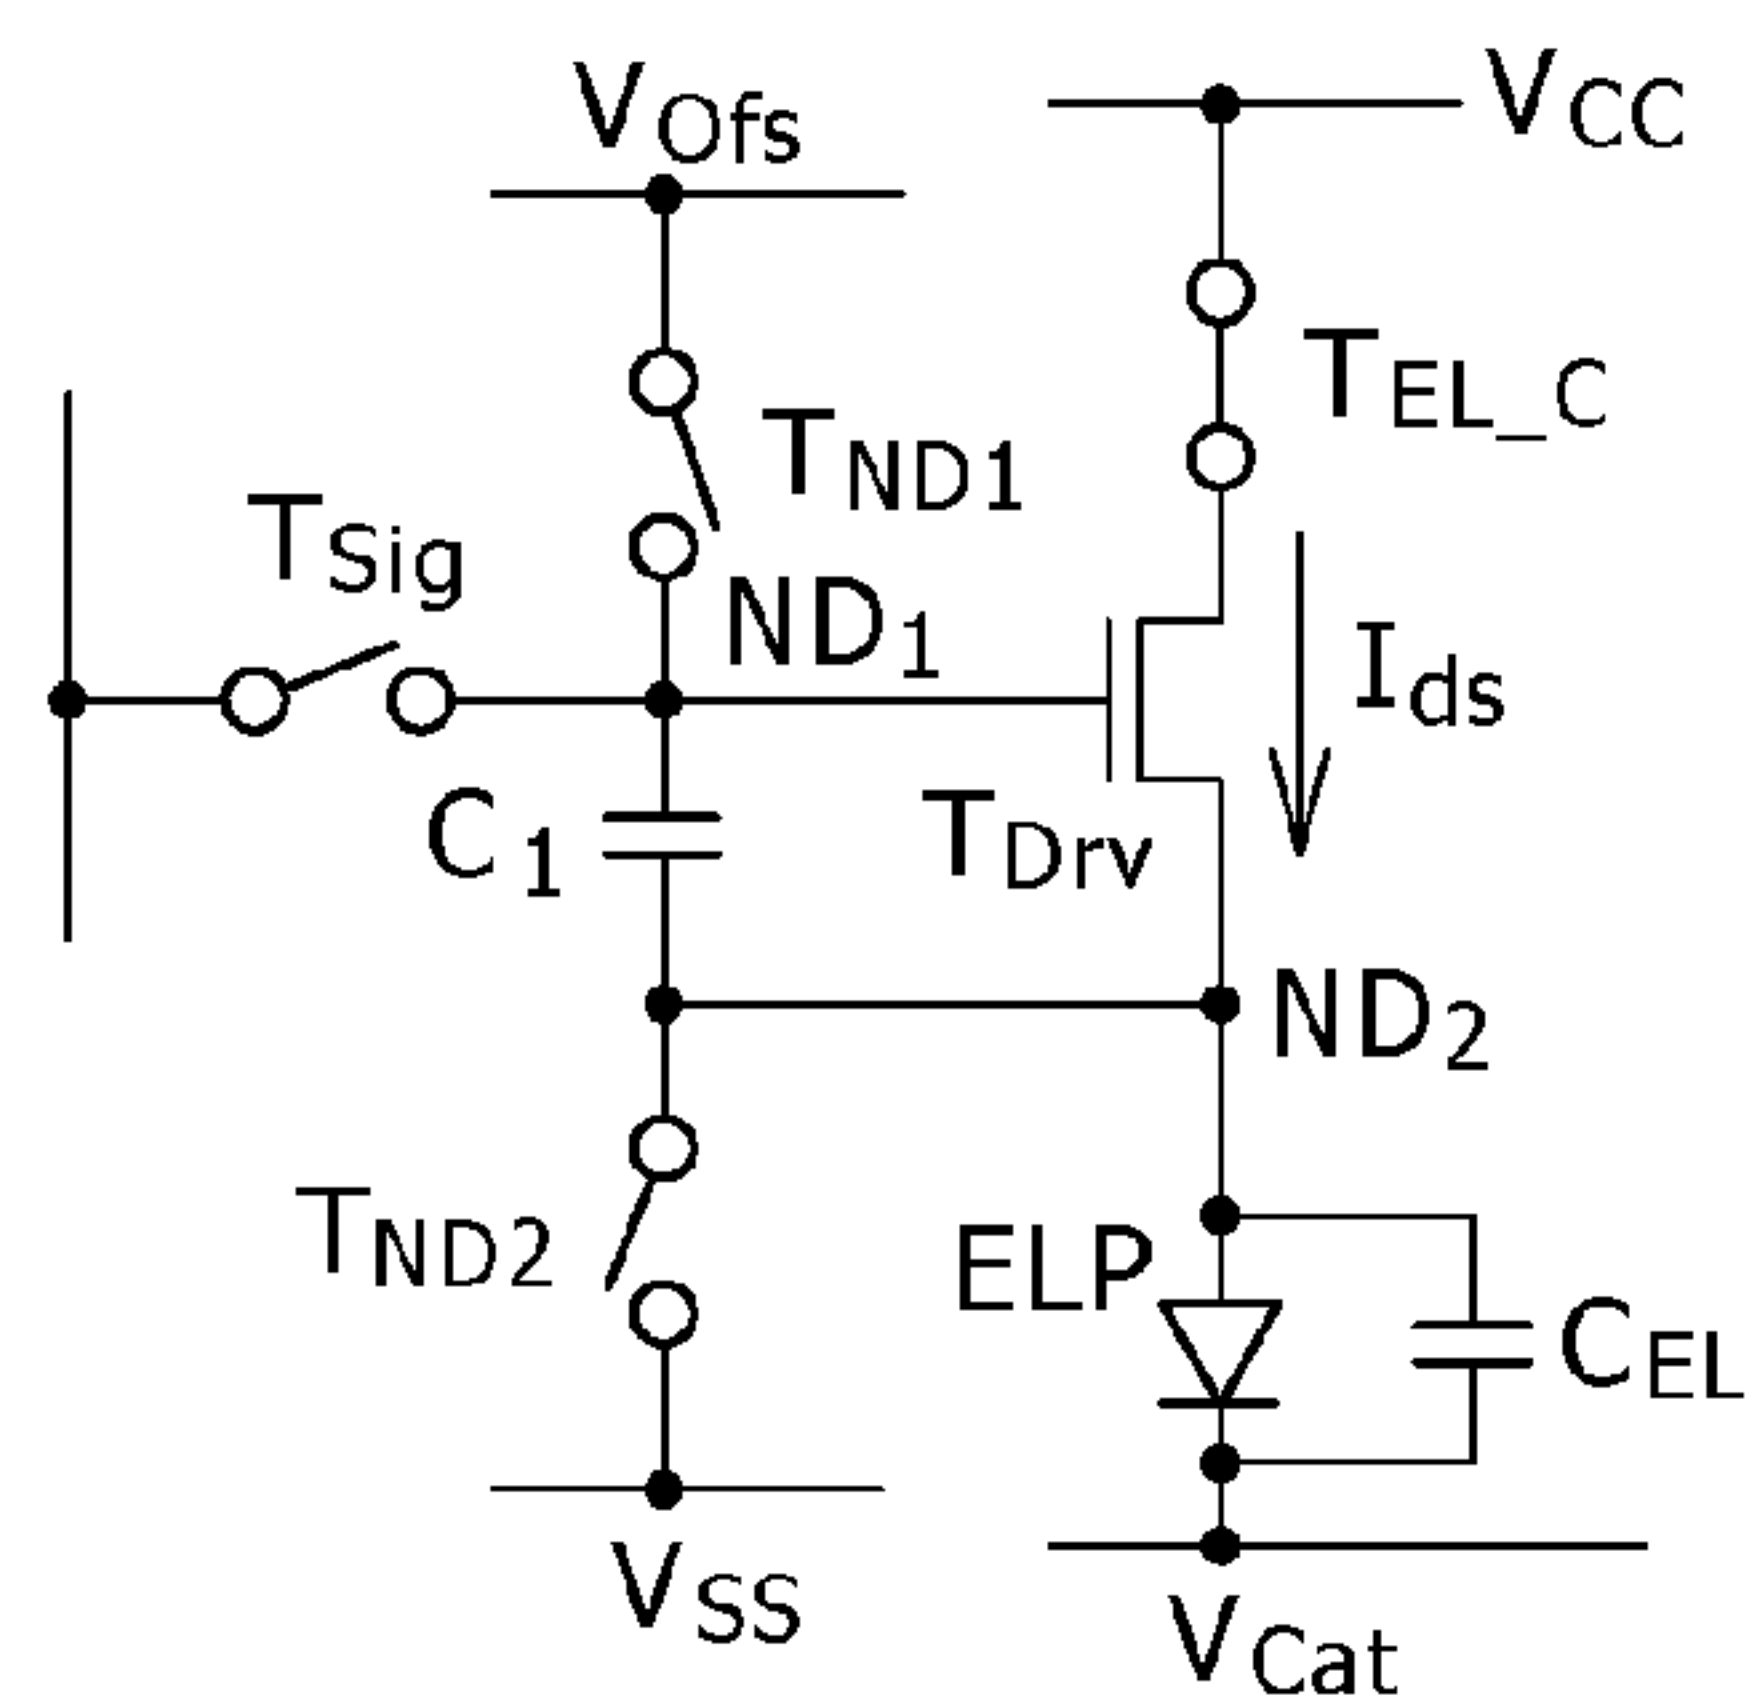 VOfs
VCC
TEL_C
TND1
TSig
ND1
Ids
C1
TDrv
ND2
TND2
ELP
CEL
VSS
VCat